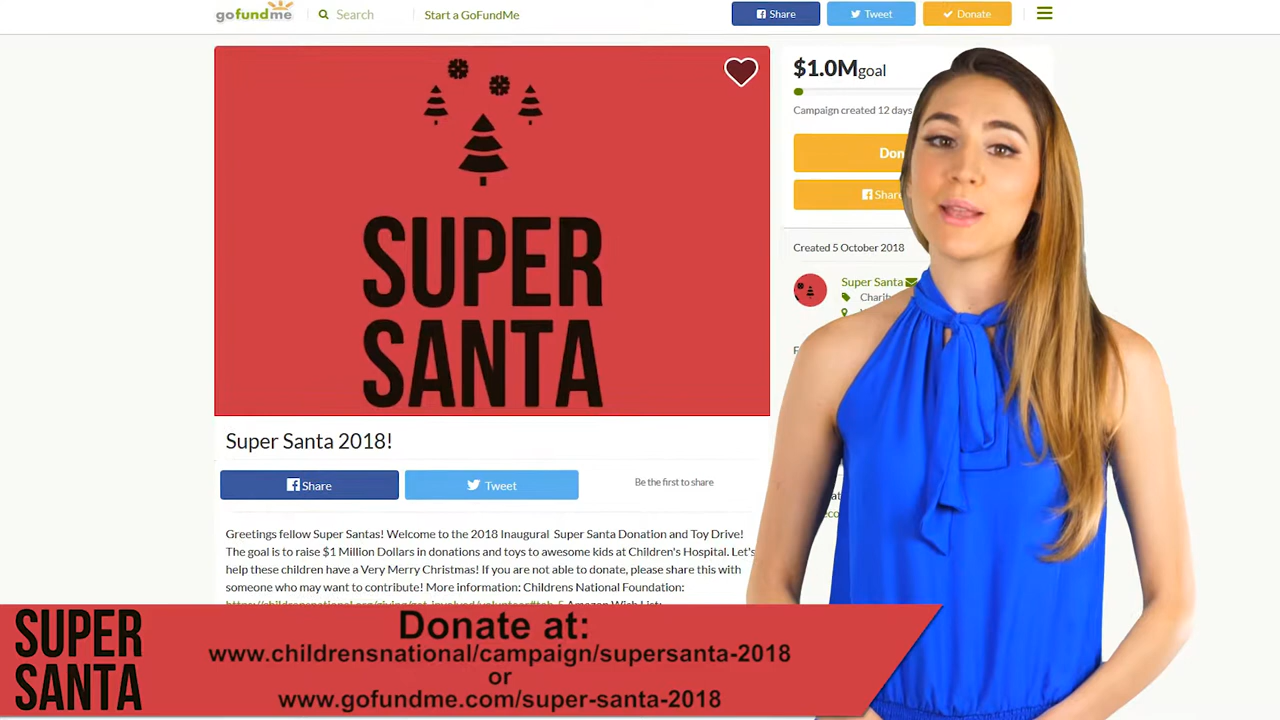 gofundme
Search
Start a GoFundMe
Share
Tweet
Donate
SUPER
SANTA
$1.0M goal
Campaign created 12 days
Share
Created 5 October 2018
Super Santa
Super Santa 2018!
Share
Tweet
Be the first to share
Greetings fellow Super Santas! Welcome to the 2018 Inaugural Super Santa Donation and Toy Drive!
The goal is to raise $1 Million Dollars in donations and toys to awesome kids at Children's Hospital. Let's
help these children have a Very Merry Christmas! If you are not able to donate, please share this with
someone who may want to contribute! More information: Childrens National Foundation:
SUPER
SANTA
Donate at:
www.childrensnational/campaign/supersanta-2018
or
www.gofundme.com/super-santa-2018